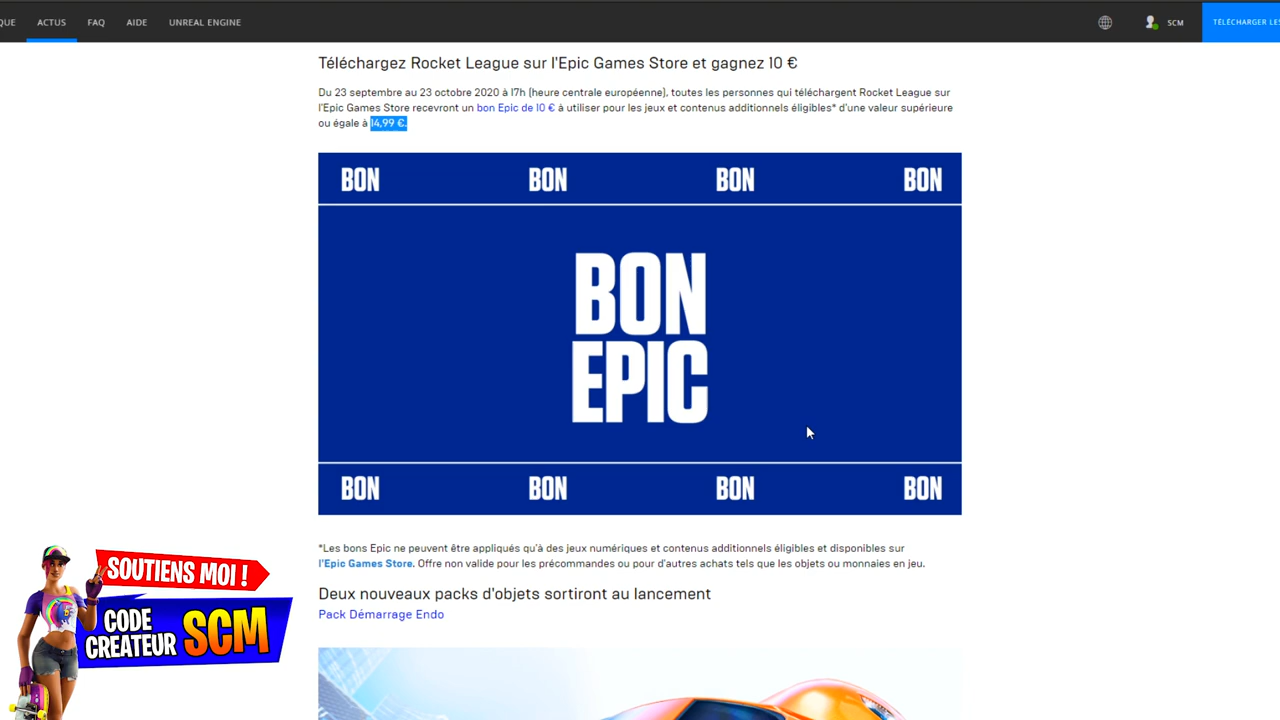 QUE ACTUS FAQ AIDE UNREAL ENGINE SCM TÉLÉCHARGER LES
Téléchargez Rocket League sur l'Epic Games Store et gagnez 10 €
Du 23 septembre au 23 octobre 2020 à 17h (heure centrale européenne), toutes les personnes qui téléchargent Rocket League sur
l'Epic Games Store recevront un bon Epic de 10 € à utiliser pour les jeux et contenus additionnels éligibles* d'une valeur supérieure
ou égale à 14,99 €.
BON BON BON BON
BON
EPIC
BON BON BON BON
*Les bons Epic ne peuvent être appliqués qu'à des jeux numériques et contenus additionnels éligibles et disponibles sur
l'Epic Games Store. Offre non valide pour les précommandes ou pour d'autres achats tels que les objets ou monnaies en jeu.
Deux nouveaux packs d'objets sortiront au lancement
Pack Démarrage Endo
SOUTIENS MOI !
CODE
CREATEUR SCM